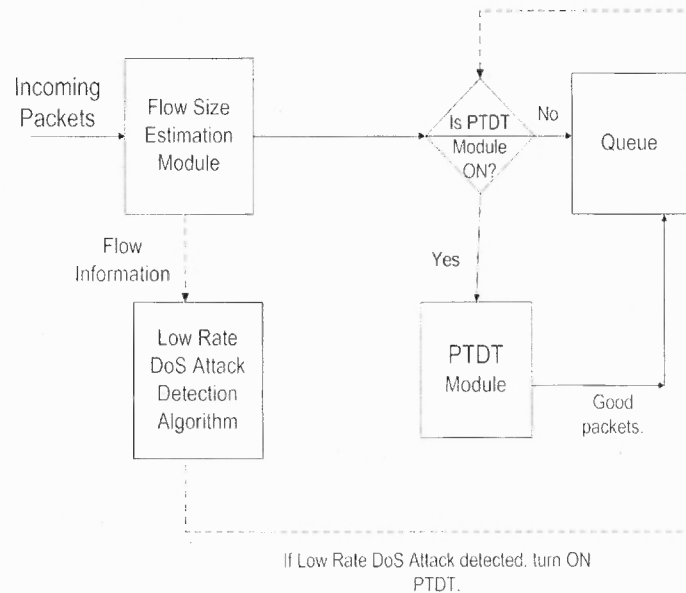 Incoming
Packets
Flow Size
Estimation
Module
Is PTDT
Module
ON?
No
Queue
Flow
Information
Yes
Low Rate
DoS Attack
Detection
Algorithm
PTDT
Module
Good
packets.
If Low Rate DoS Attack detected, turn ON
PTDT.